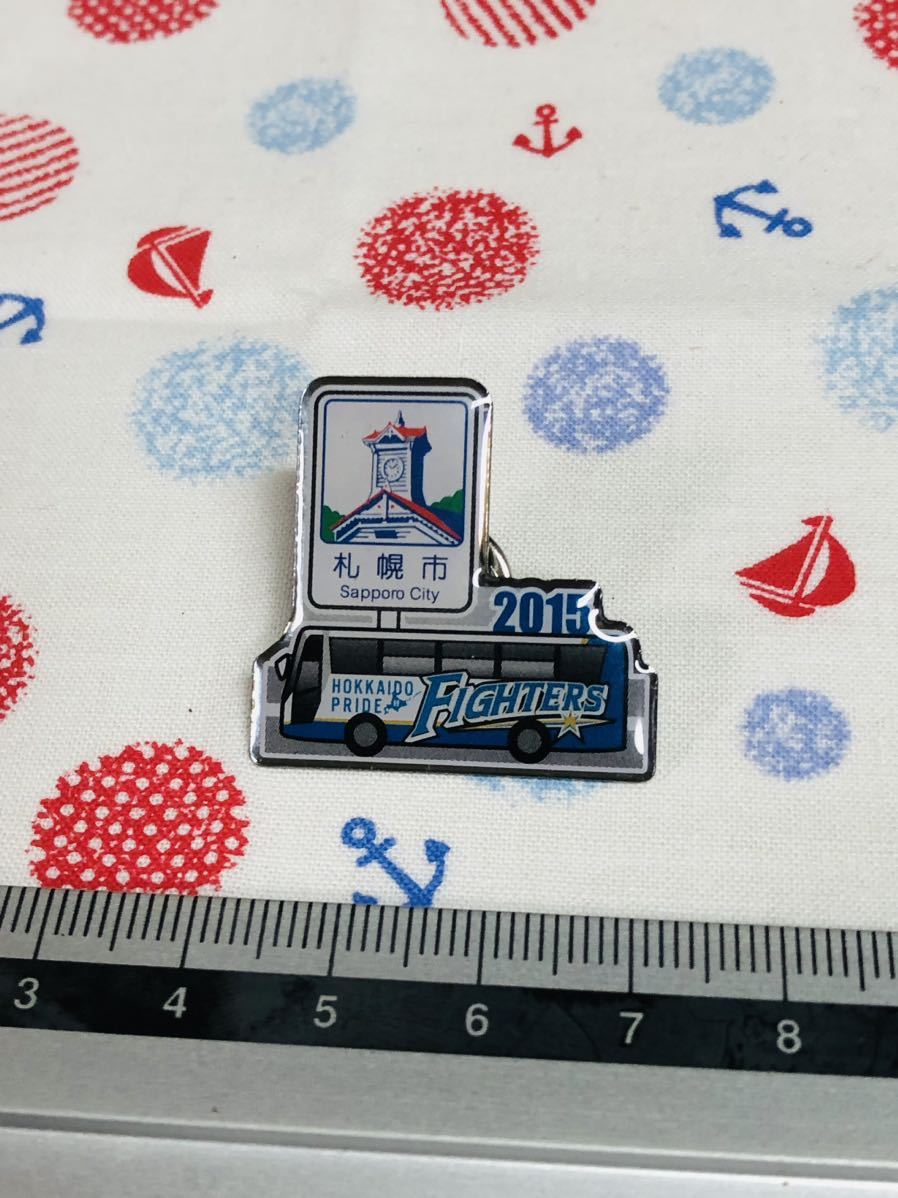 札幌市
Sapporo City
2015
HOKKAIDO
PRIDE
FIGHTERS
3 4 5 6 7 8